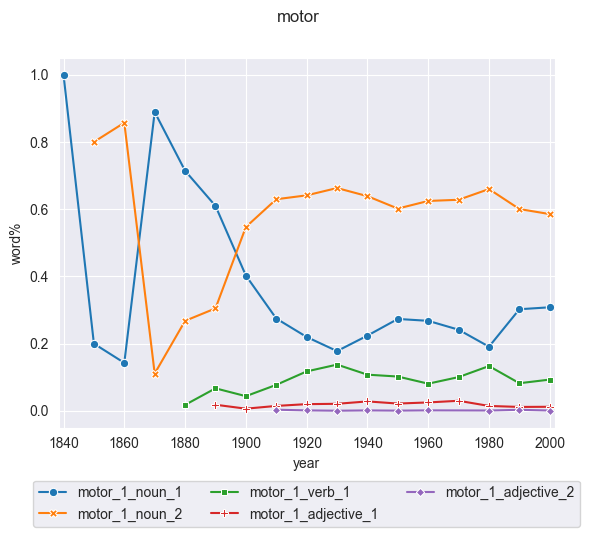 motor
1.0
0.8
0.6
0.4
0.2
0.0
word%
1840 1860 1880 1900 1920 1940 1960 1980 2000
year
motor_1_noun_1 motor_1_verb_1 motor_1_adjective_2
motor_1_noun_2 motor_1_adjective_1